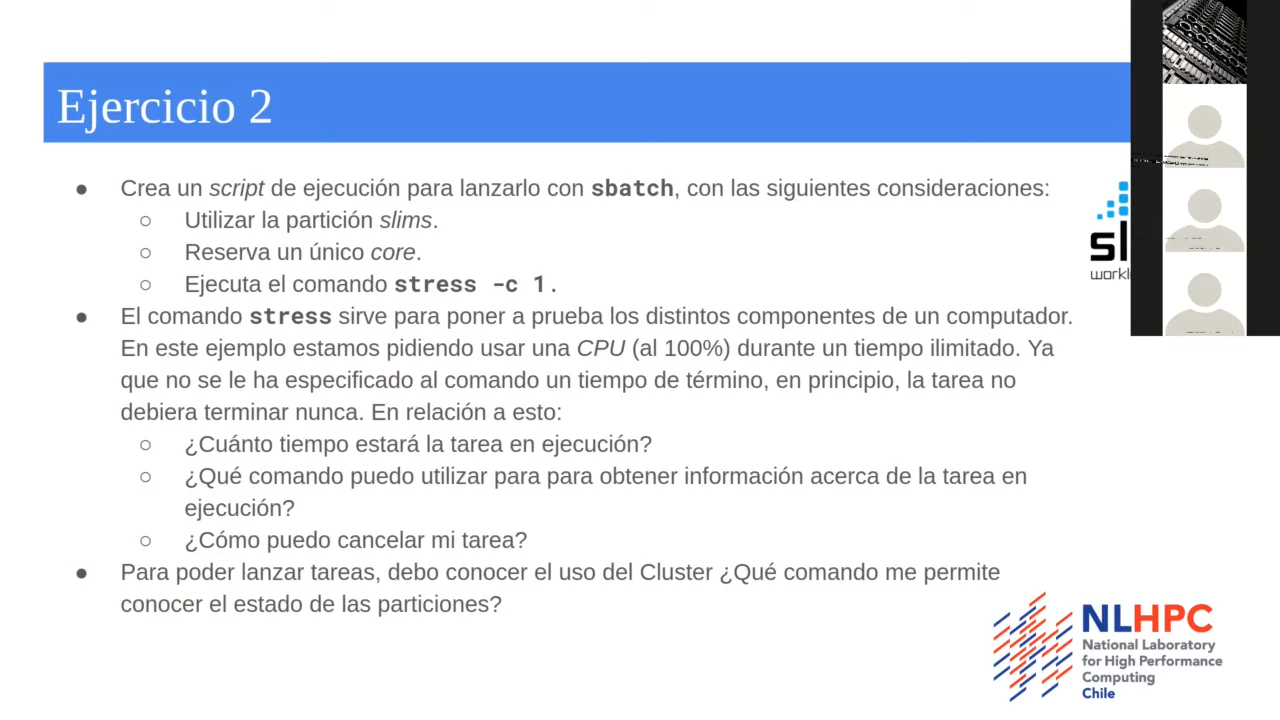 Ejercicio 2
● Crea un script de ejecución para lanzarlo con sbatch, con las siguientes consideraciones:
○ Utilizar la partición slims.
○ Reserva un único core.
○ Ejecuta el comando stress -c 1.
● El comando stress sirve para poner a prueba los distintos componentes de un computador.
En este ejemplo estamos pidiendo usar una CPU (al 100%) durante un tiempo ilimitado. Ya
que no se le ha especificado al comando un tiempo de término, en principio, la tarea no
debiera terminar nunca. En relación a esto:
○ ¿Cuánto tiempo estará la tarea en ejecución?
○ ¿Qué comando puedo utilizar para para obtener información acerca de la tarea en
ejecución?
○ ¿Cómo puedo cancelar mi tarea?
● Para poder lanzar tareas, debo conocer el uso del Cluster ¿Qué comando me permite
conocer el estado de las particiones?
sl
workl
NLHPC
National Laboratory
for High Performance
Computing
Chile